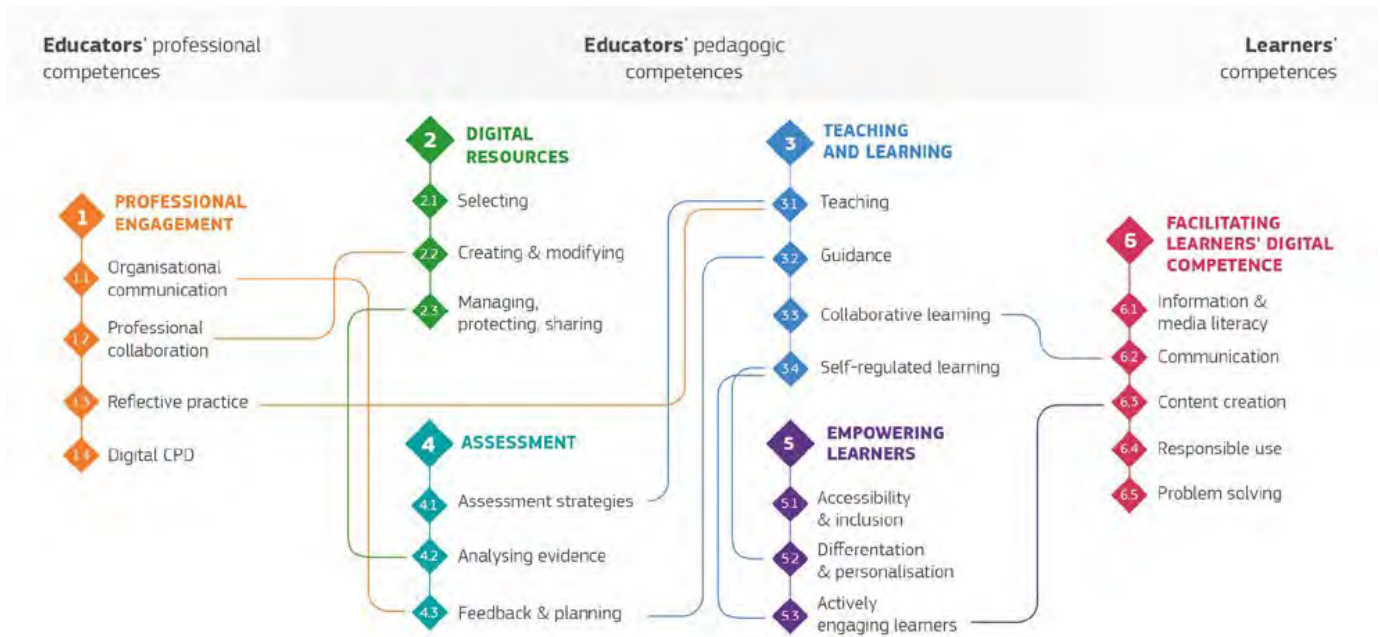 Educators' professional
competences
Educators' pedagogic
competences
Learners'
competences
1
PROFESSIONAL
ENGAGEMENT
1.1
Organisational
communication
1.2
Professional
collaboration
1.3
Reflective practice
1.4
Digital CPD
2
DIGITAL
RESOURCES
2.1
Selecting
2.2
Creating & modifying
2.3
Managing,
protecting, sharing
4
ASSESSMENT
4.1
Assessment strategies
4.2
Analysing evidence
4.3
Feedback & planning
3
TEACHING
AND LEARNING
3.1
Teaching
3.2
Guidance
3.3
Collaborative learning
3.4
Self-regulated learning
5
EMPOWERING
LEARNERS
5.1
Accessibility
& inclusion
5.2
Differentation
& personalisation
5.3
Actively
engaging learners
6
FACILITATING
LEARNERS' DIGITAL
COMPETENCE
6.1
Information &
media literacy
6.2
Communication
6.3
Content creation
6.4
Responsible use
6.5
Problem solving